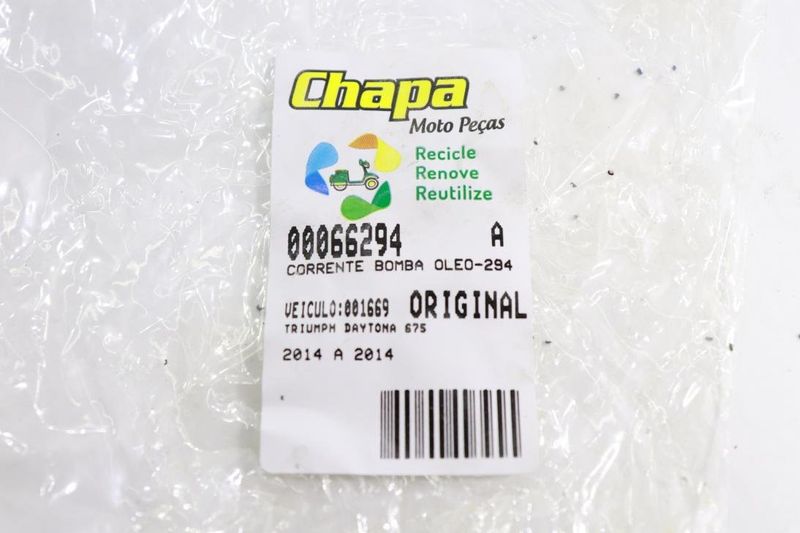 Chapa
Moto Peças
Recicle
Renove
Reutilize
00066294 A
CORRENTE BOMBA OLEO-294
VEICULO:001669 ORIGINAL
TRIUMPH DAYTONA 675
2014 A 2014